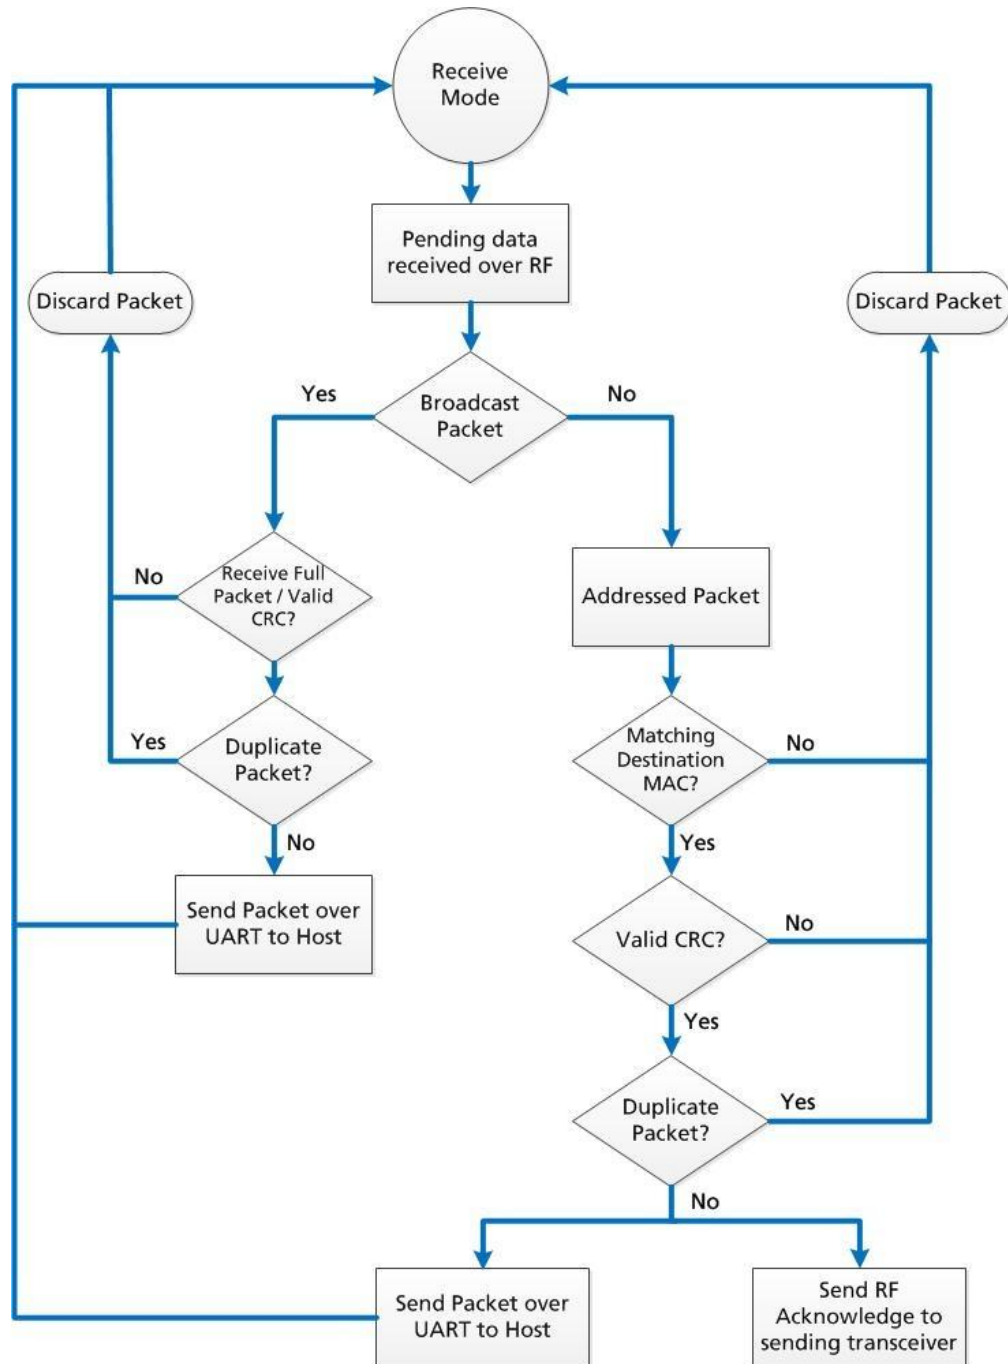 Receive
Mode
Pending data
received over RF
Discard Packet
Discard Packet
Broadcast
Packet
Yes
No
Receive Full
Packet / Valid
CRC?
No
Addressed Packet
Duplicate
Packet?
Yes
No
Matching
Destination
MAC?
No
Yes
Send Packet over
UART to Host
Valid CRC?
No
Yes
Duplicate
Packet?
Yes
No
Send Packet over
UART to Host
Send RF
Acknowledge to
sending transceiver